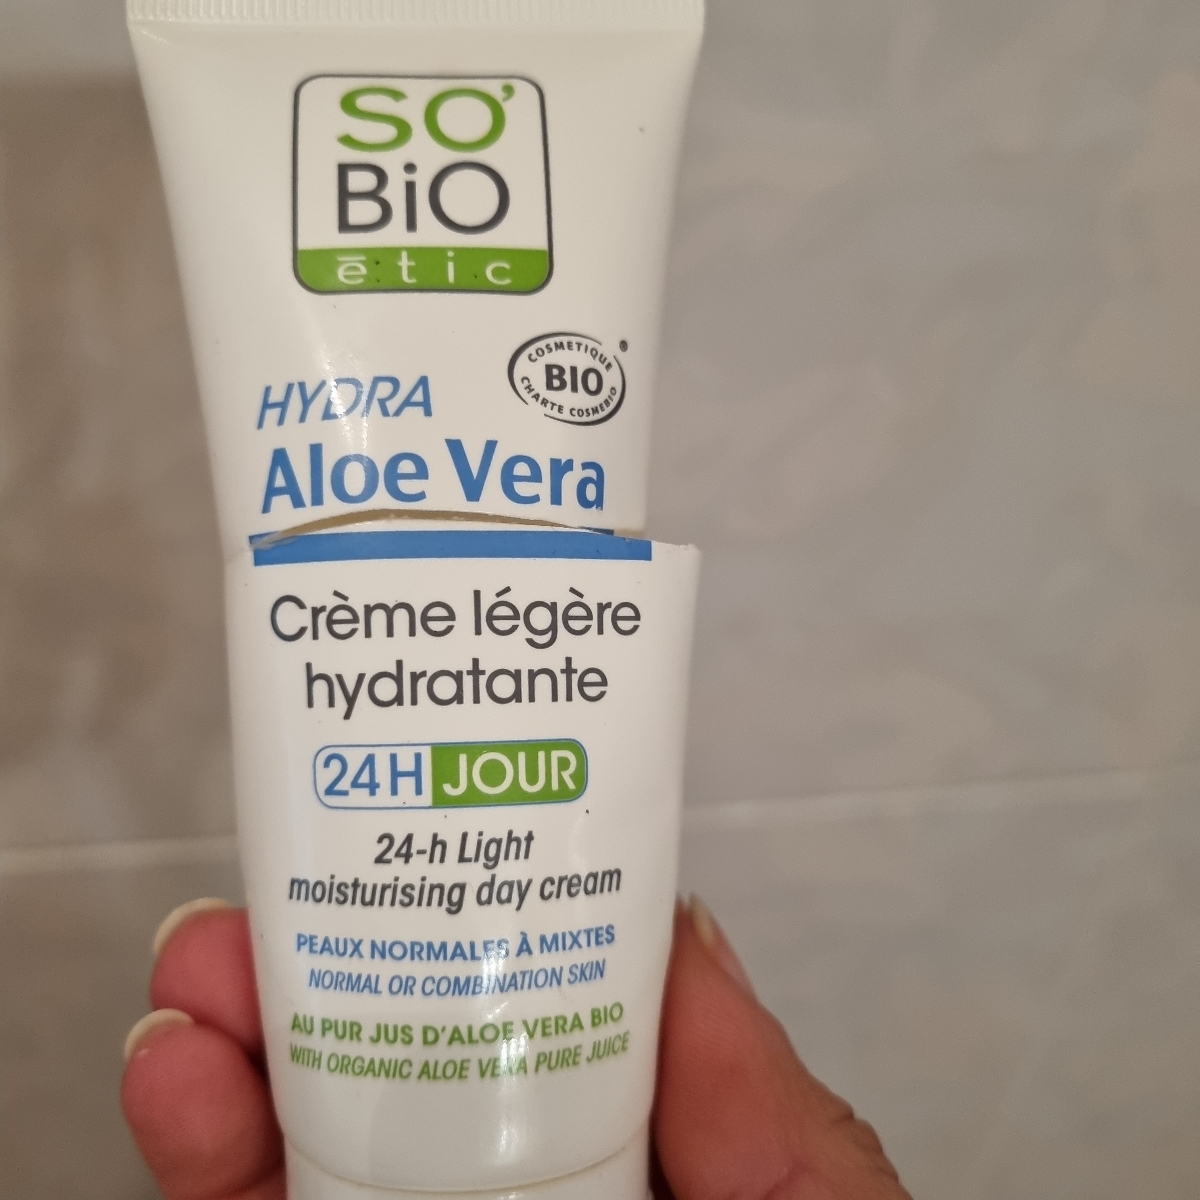 SO'
BiO
ētic
COSMETIQUE
BIO
®
CHARTE COSMEBIO
HYDRA
Aloe Vera
Crème légère
hydratante
24H JOUR
24-h Light
moisturising day cream
PEAUX NORMALES À MIXTES
NORMAL OR COMBINATION SKIN
AU PUR JUS D'ALOE VERA BIO
WITH ORGANIC ALOE VERA PURE JUICE